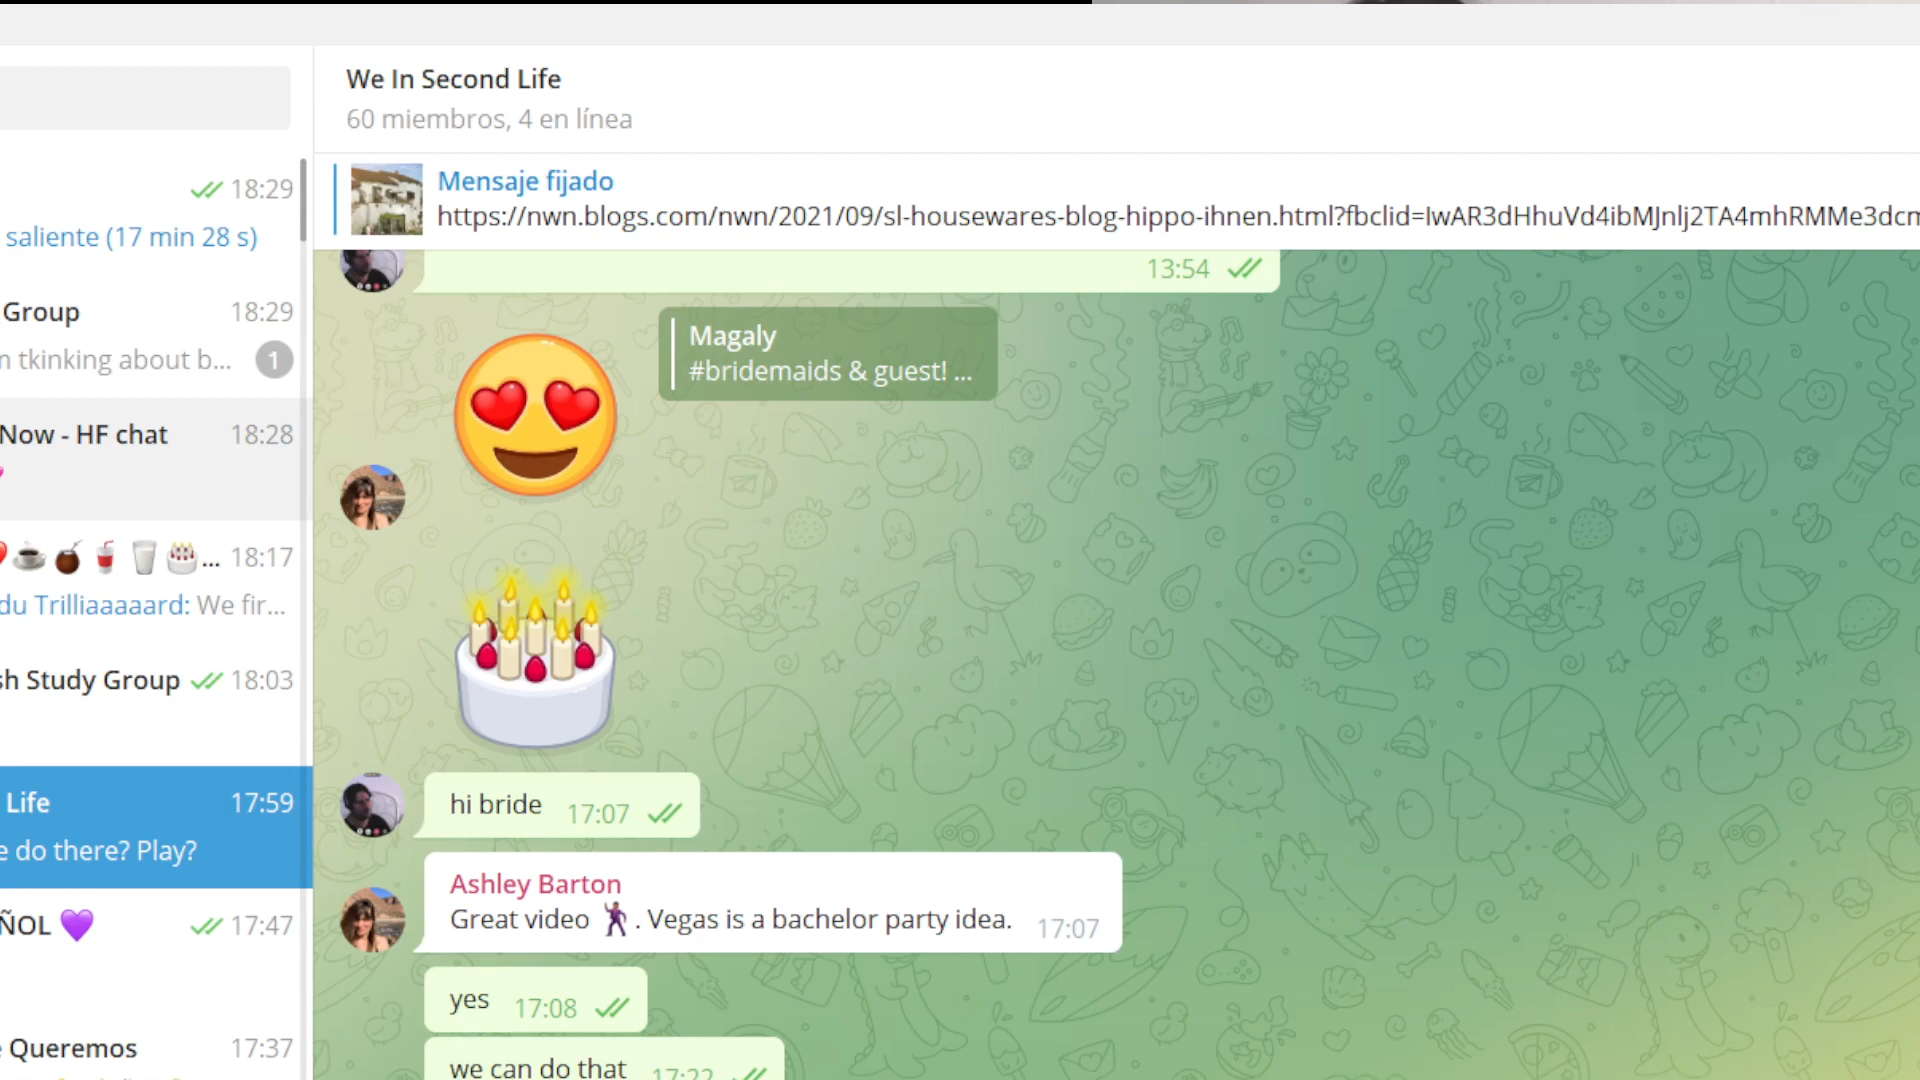 We In Second Life
60 miembros, 4 en línea
Mensaje fijado
https://nwn.blogs.com/nwn/2021/09/sl-housewares-blog-hippo-ihnen.html?fbclid=IwAR3dHhuVd4ibMJnlj2TA4mhRMMe3dcm
18:29
saliente (17 min 28 s)
Group 18:29
n tkinking about b... 1
Now - HF chat 18:28
... 18:17
du Trilliaaaaard: We fir...
sh Study Group 18:03
Life 17:59
e do there? Play?
ÑOL 17:47
Queremos 17:37
13:54
Magaly
#bridemaids & guest! ...
hi bride 17:07
Ashley Barton
Great video 🕺. Vegas is a bachelor party idea. 17:07
yes 17:08
we can do that 17:22